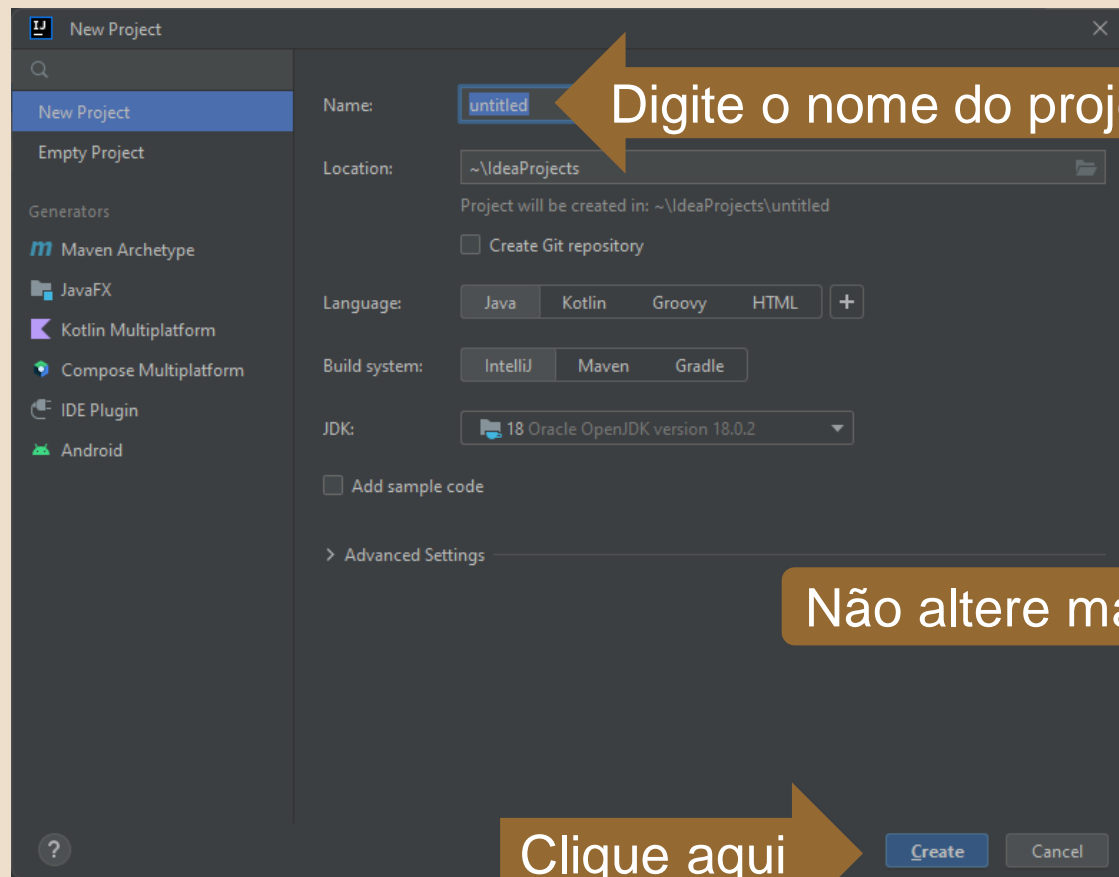 New Project
New Project
Empty Project
Generators
Maven Archetype
JavaFX
Kotlin Multiplatform
Compose Multiplatform
IDE Plugin
Android
Name: untitled
Digite o nome do proj
Location: ~\IdeaProjects
Project will be created in: ~\IdeaProjects\untitled
Create Git repository
Language: Java Kotlin Groovy HTML +
Build system: IntelliJ Maven Gradle
JDK: 18 Oracle OpenJDK version 18.0.2
Add sample code
Advanced Settings
Não altere ma
Clique aqui
? Create Cancel